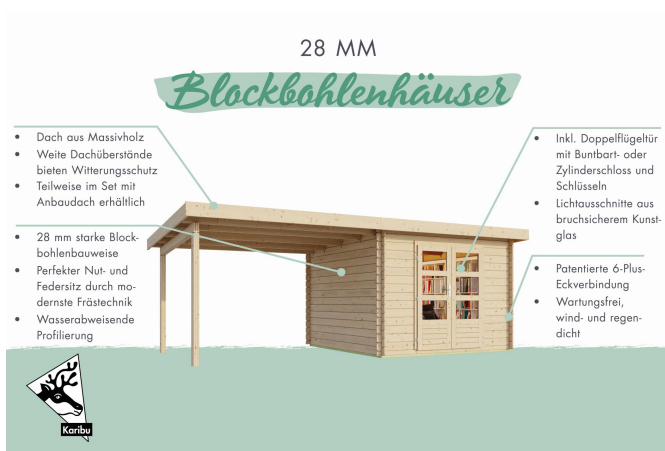 28 MM
Blockbohlenhäuser
• Dach aus Massivholz
• Weite Dachüberstände
bieten Witterungsschutz
• Teilweise im Set mit
Anbaudach erhältlich
• 28 mm starke Block-
bohlenbauweise
• Perfekter Nut- und
Federsitz durch mo-
dernste Frästechnik
• Wasserabweisende
Profilierung
• Inkl. Doppelflügeltür
mit Buntbart- oder
Zylinderschloss und
Schlüsseln
• Lichtausschnitte aus
bruchsicherem Kunst-
glas
• Patentierte 6-Plus-
Eckverbindung
• Wartungsfrei,
wind- und regen-
dicht
Karibu